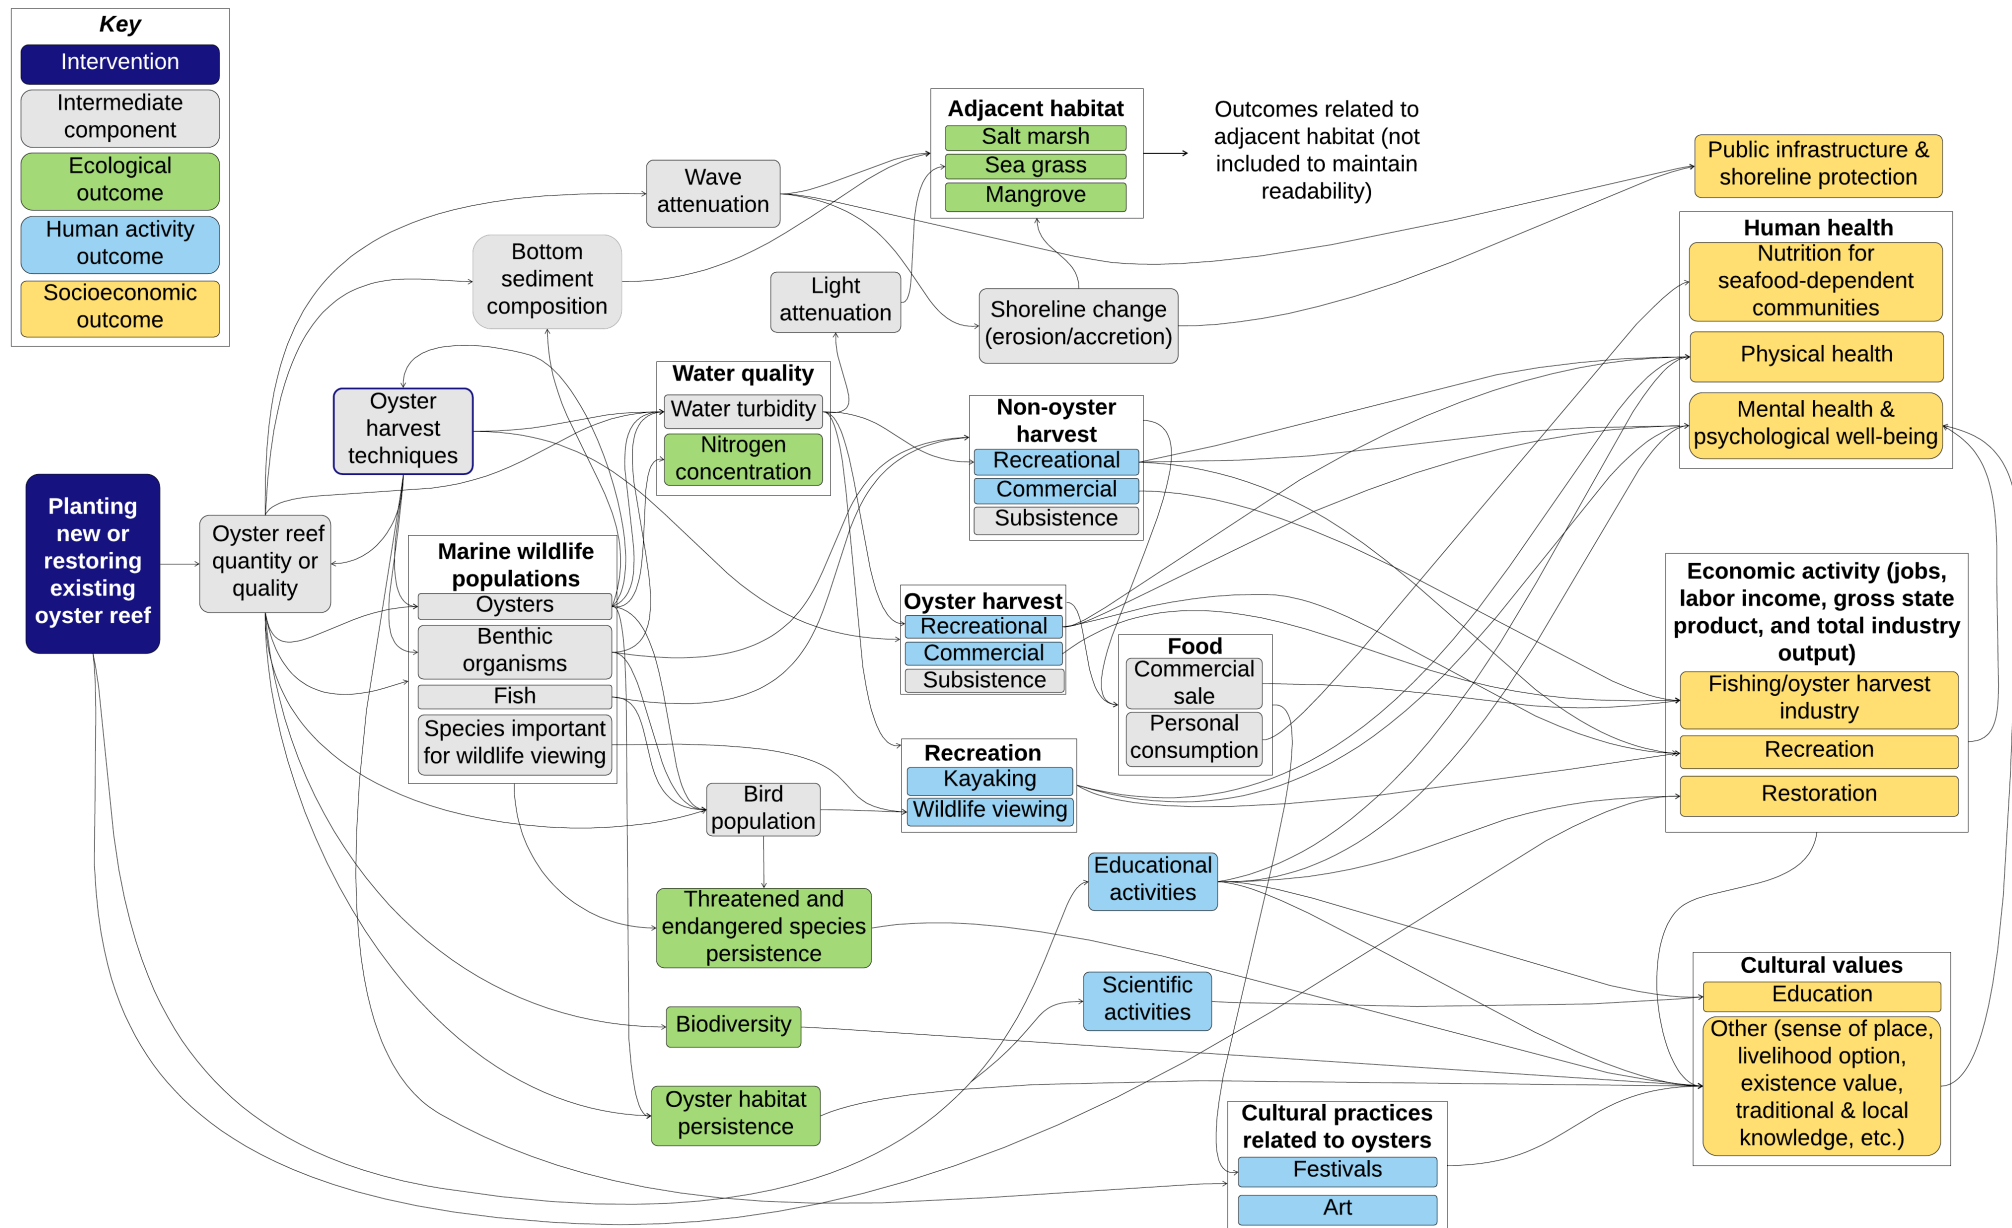 Key
Intervention
Intermediate
component
Ecological
outcome
Human activity
outcome
Socioeconomic
outcome
Planting
new or
restoring
existing
oyster reef
Oyster reef
quantity or
quality
Oyster
harvest
techniques
Bottom
sediment
composition
Wave
attenuation
Light
attenuation
Water quality
Water turbidity
Nitrogen
concentration
Marine wildlife
populations
Oysters
Benthic
organisms
Fish
Species important
for wildlife viewing
Bird
population
Threatened and
endangered species
persistence
Biodiversity
Oyster habitat
persistence
Adjacent habitat
Salt marsh
Sea grass
Mangrove
Outcomes related to
adjacent habitat (not
included to maintain
readability)
Shoreline change
(erosion/accretion)
Non-oyster
harvest
Recreational
Commercial
Subsistence
Oyster harvest
Recreational
Commercial
Subsistence
Food
Commercial
sale
Personal
consumption
Recreation
Kayaking
Wildlife viewing
Educational
activities
Scientific
activities
Cultural practices
related to oysters
Festivals
Art
Public infrastructure &
shoreline protection
Human health
Nutrition for
seafood-dependent
communities
Physical health
Mental health &
psychological well-being
Economic activity (jobs,
labor income, gross state
product, and total industry
output)
Fishing/oyster harvest
industry
Recreation
Restoration
Cultural values
Education
Other (sense of place,
livelihood option,
existence value,
traditional & local
knowledge, etc.)